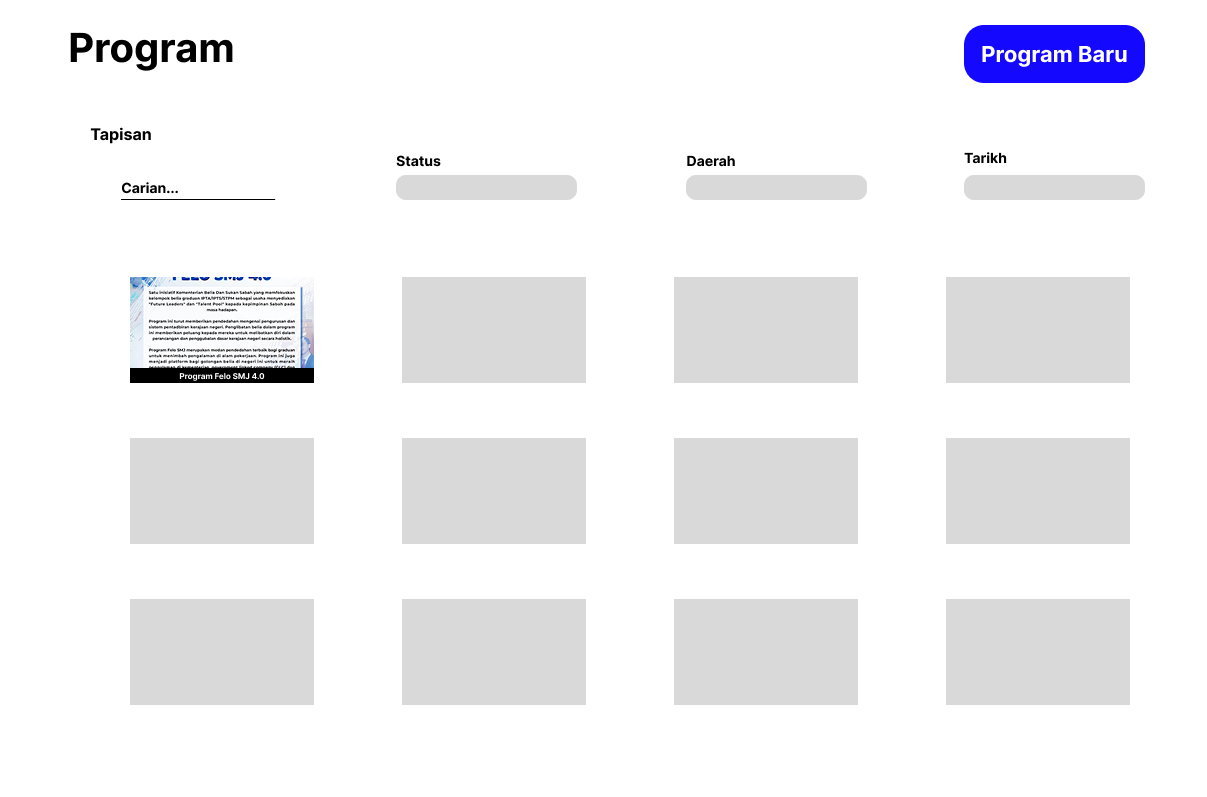 Program
Program Baru
Tapisan
Status
Daerah
Tarikh
Carian...
FELO SMJ 4.0
Satu Inisiatif Kementerian Belia Dan Sukan Sabah yang memfokuskan
kelompok belia graduan IPTA/IPTS/STPM sebagai usaha menyediakan
"Future Leaders" dan "Talent Pool" kepada kepimpinan Sabah pada
masa hadapan.
Program ini turut memberikan pendedahan mengenai pengurusan dan
sistem pentadbiran kerajaan negeri. Penglibatan belia dalam program
ini memberikan peluang kepada mereka untuk melibatkan diri dalam
perancangan dan penggubalan dasar kerajaan negeri secara holistik.
Program Felo SMJ merupakan medan pendedahan terbaik bagi graduan
untuk menimbah pengalaman di alam pekerjaan. Program ini juga
menjadi platform bagi golongan belia di negeri ini untuk meraih
Program Felo SMJ 4.0